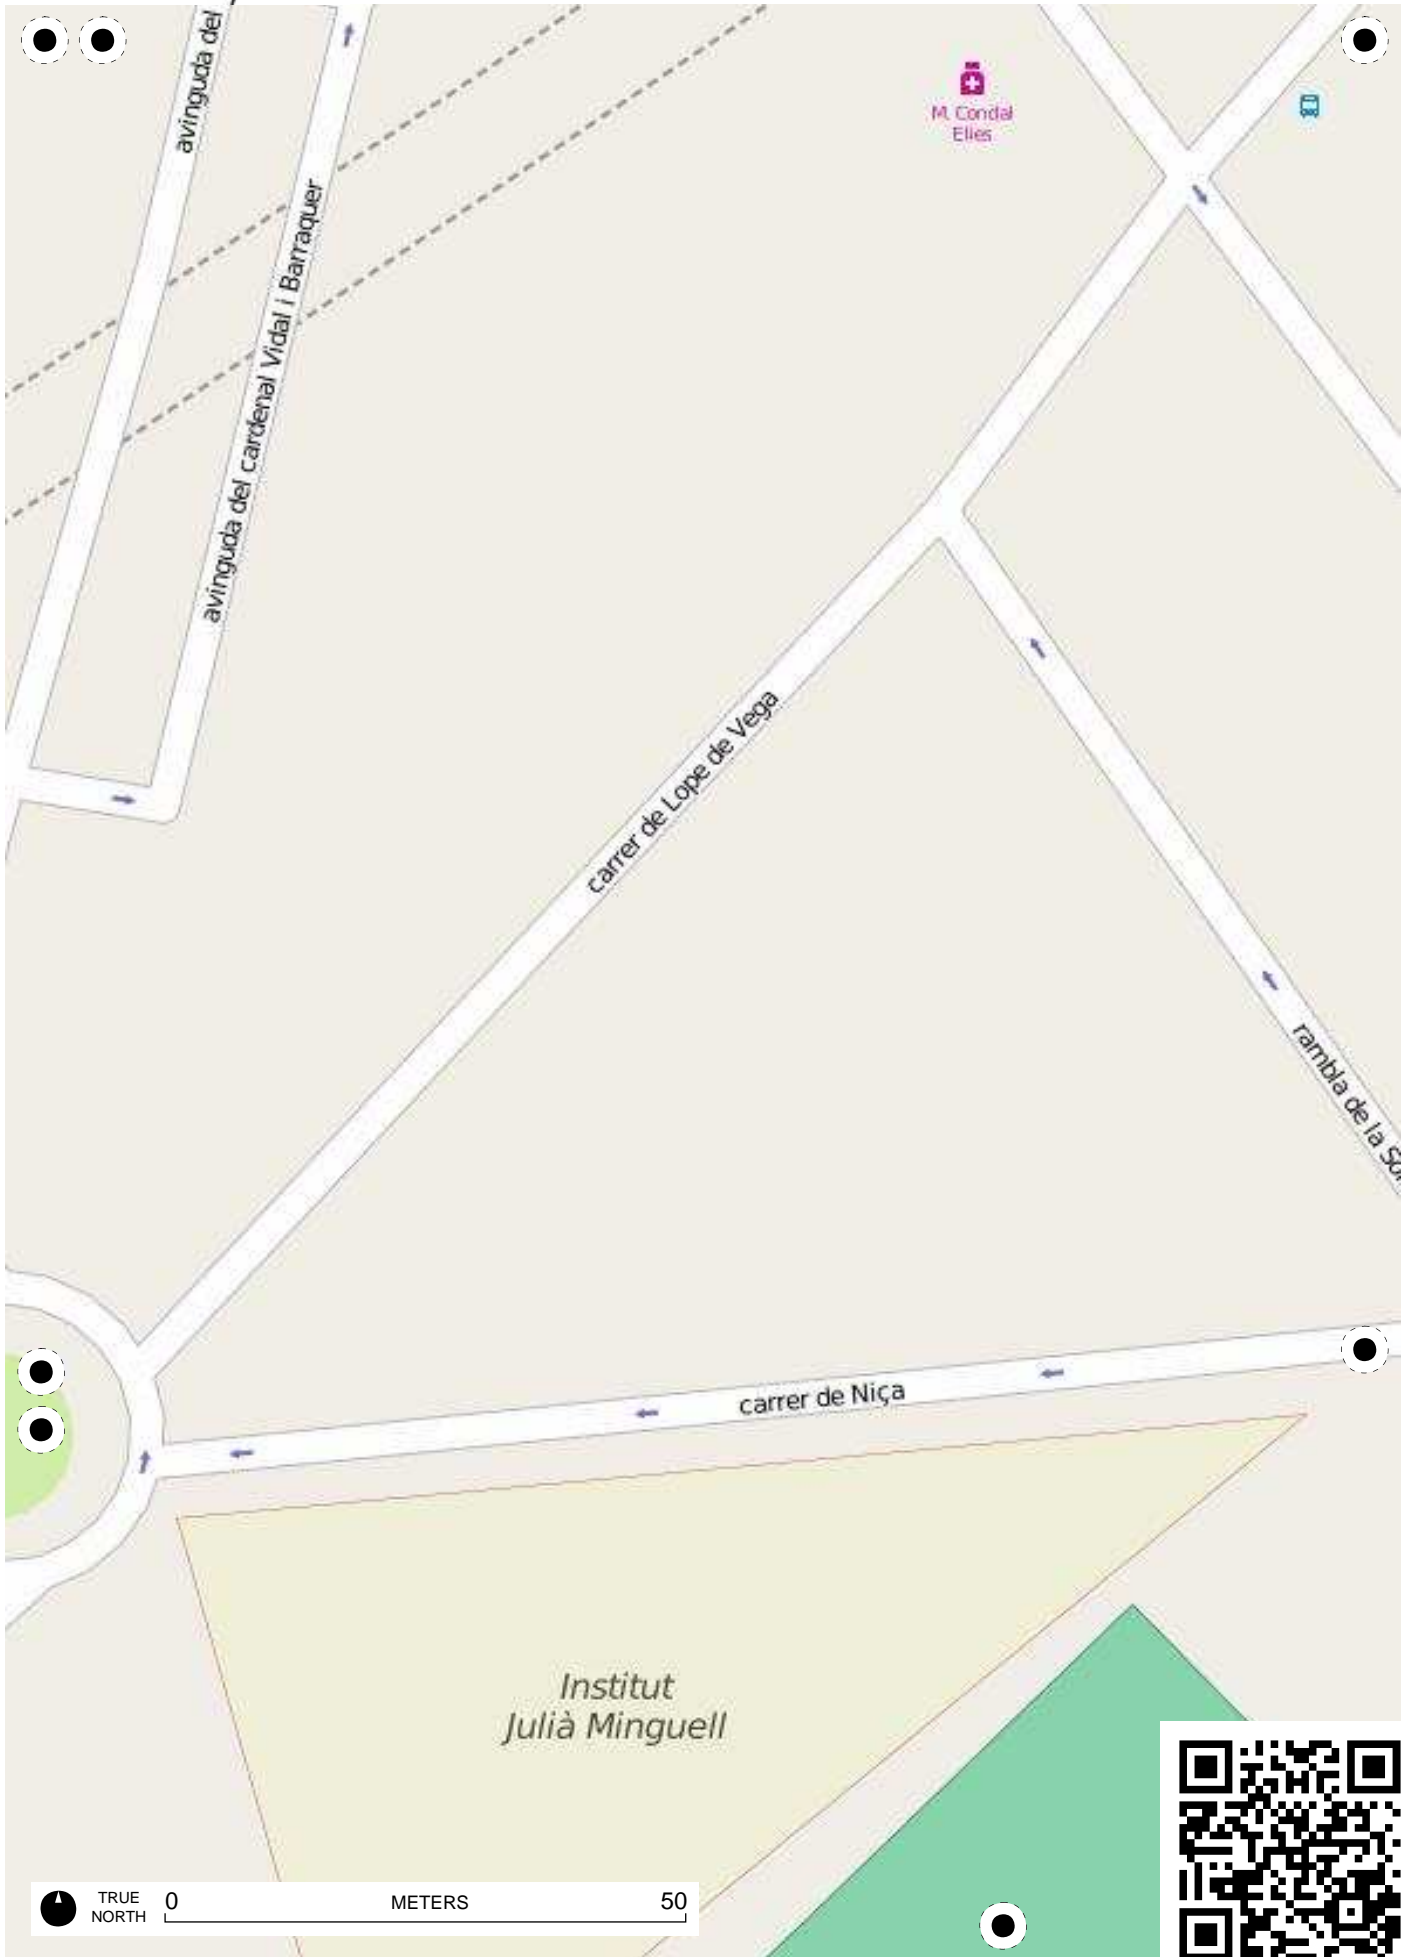 avinguda del
M. Condal
Elies
avinguda del cardenal Vidal i Barraquer
carrer de Lope de Vega
rambla de la Sol
carrer de Niça
Institut
Julià Minguell
TRUE
NORTH
0 METERS 50